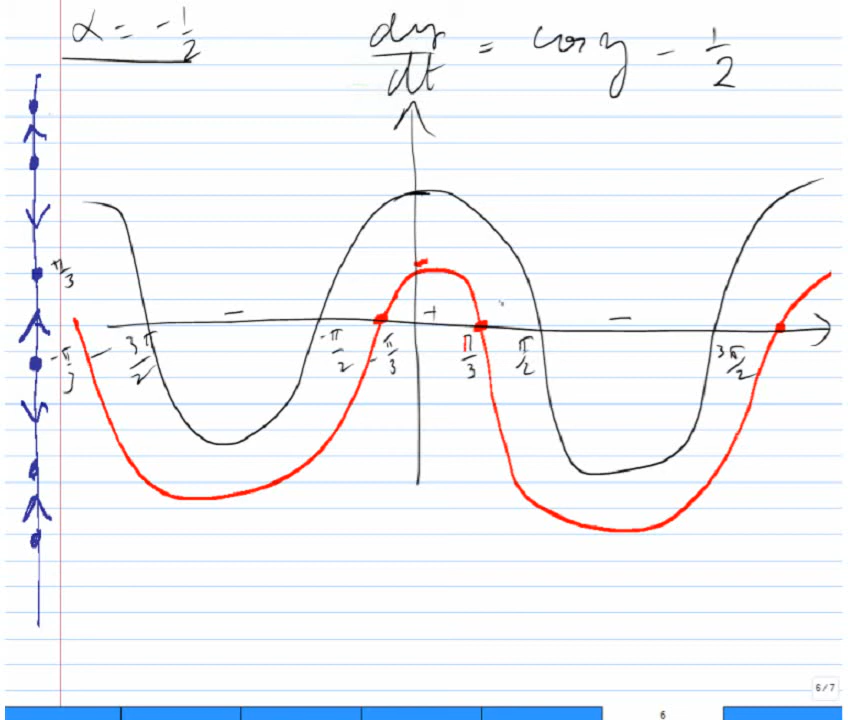 α = -1/2
dy/dt = cos y - 1/2
π/3
-π/3
- 3π/2
-π/2
-π/3
π/3
π/2
3π/2
-
+
-
6/7
6